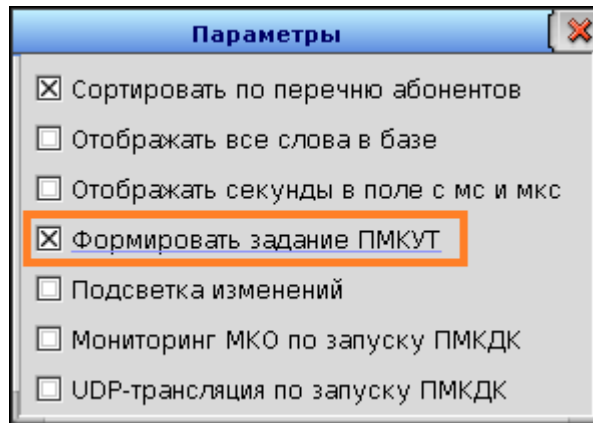 Параметры
Сортировать по перечню абонентов
Отображать все слова в базе
Отображать секунды в поле с мс и мкс
Формировать задание ПМКУТ
Подсветка изменений
Мониторинг МКО по запуску ПМКДК
UDP-трансляция по запуску ПМКДК